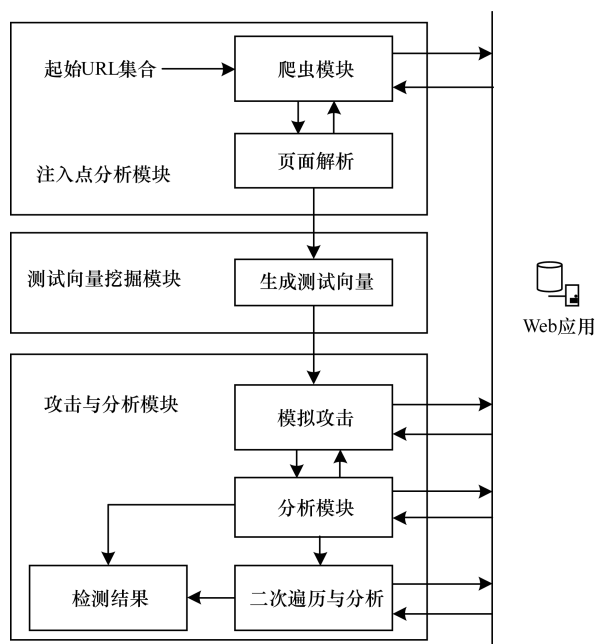 起始URL集合
爬虫模块
页面解析
注入点分析模块
测试向量挖掘模块
生成测试向量
Web应用
攻击与分析模块
模拟攻击
分析模块
检测结果
二次遍历与分析